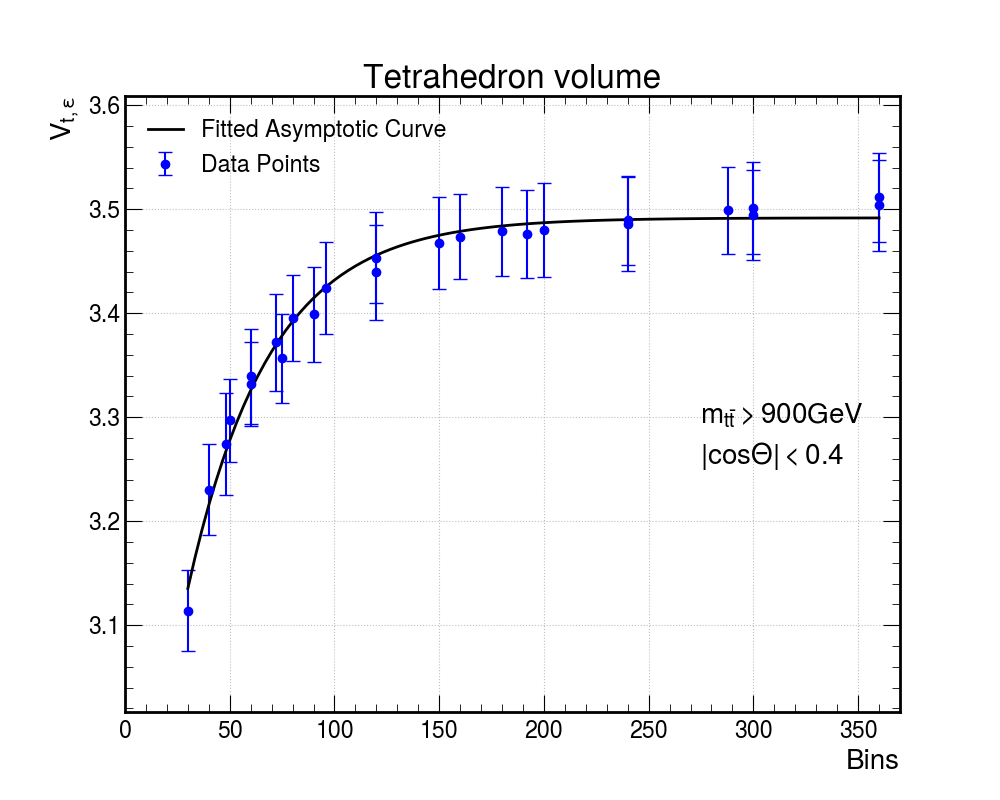 Tetrahedron volume
V_{t, ε}
3.6
3.5
3.4
3.3
3.2
3.1
Fitted Asymptotic Curve
Data Points
m_{tt̄} > 900GeV
|cosΘ| < 0.4
0 50 100 150 200 250 300 350
Bins